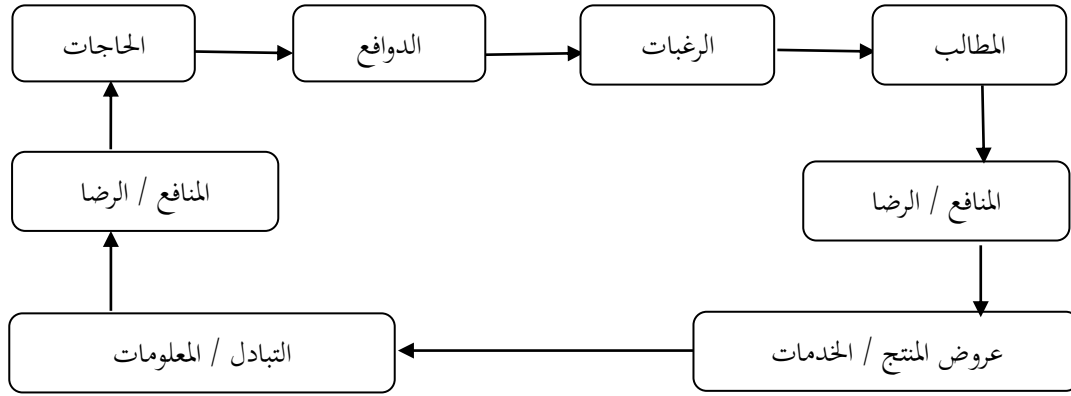 الحاجات
الدوافع
الرغبات
المطالب
المنافع / الرضا
المنافع / الرضا
عروض المنتج / الخدمات
التبادل / المعلومات